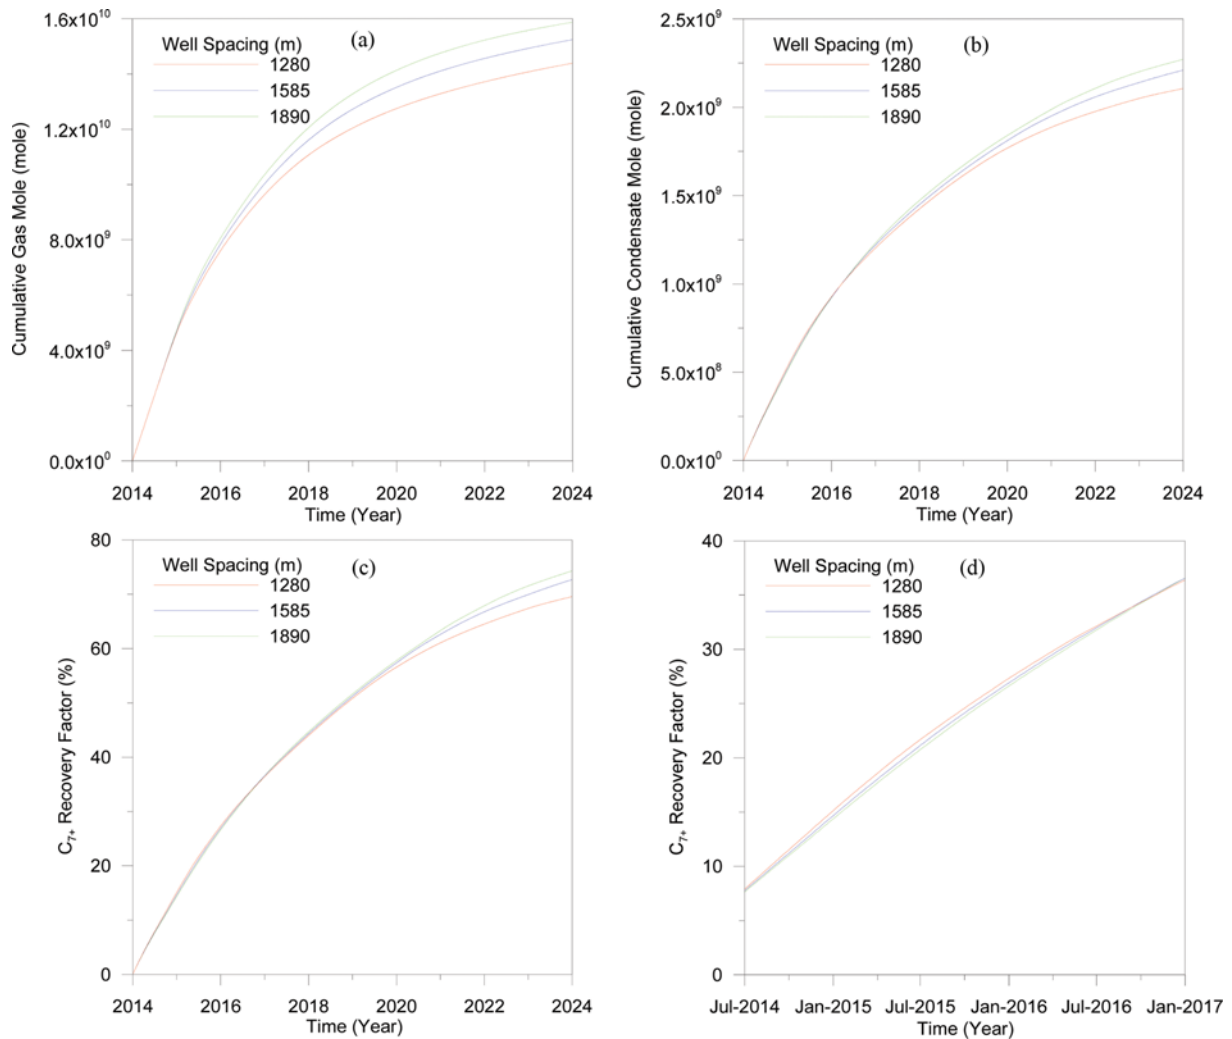 Cumulative Gas Mole (mole)
1.6x10^10
1.2x10^10
8.0x10^9
4.0x10^9
0.0x10^0
Well Spacing (m)
1280
1585
1890
(a)
2014 2016 2018 2020 2022 2024
Time (Year)
Cumulative Condensate Mole (mole)
2.5x10^9
2.0x10^9
1.5x10^9
1.0x10^9
5.0x10^8
0.0x10^0
Well Spacing (m)
1280
1585
1890
(b)
2014 2016 2018 2020 2022 2024
Time (Year)
C7+ Recovery Factor (%)
80
60
40
20
0
Well Spacing (m)
1280
1585
1890
(c)
2014 2016 2018 2020 2022 2024
Time (Year)
C7+ Recovery Factor (%)
40
30
20
10
0
Well Spacing (m)
1280
1585
1890
(d)
Jul-2014 Jan-2015 Jul-2015 Jan-2016 Jul-2016 Jan-2017
Time (Year)